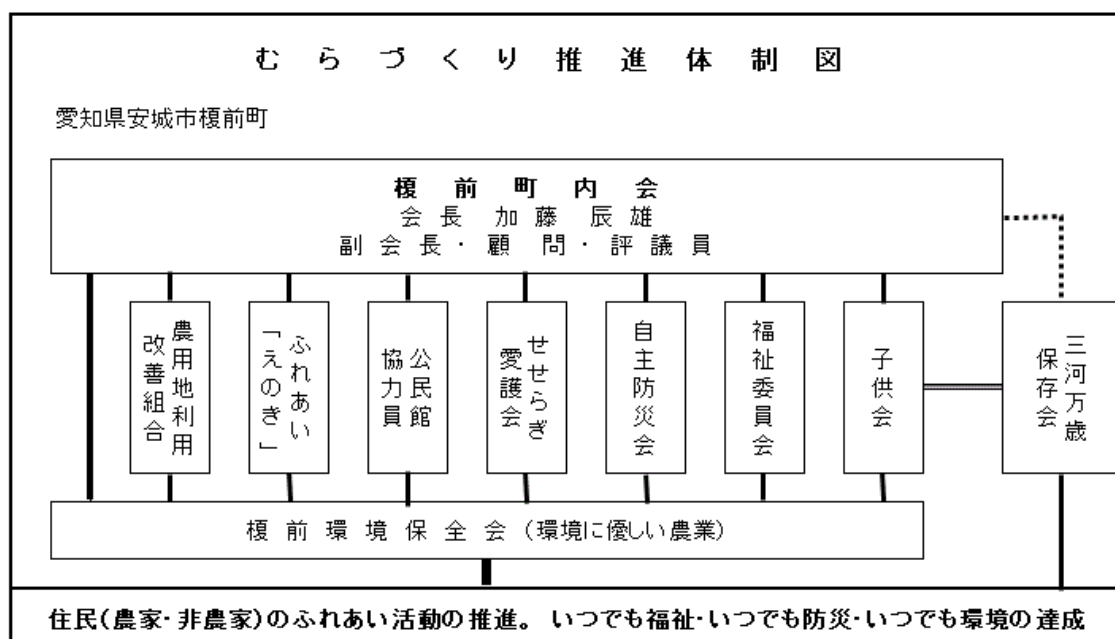 むらづくり推進体制図
愛知県安城市榎前町
榎前町内会
会長 加藤 辰雄
副会長・顧問・評議員
農用地利用
改善組合
ふれあい
「えのき」
公民館
協力員
せせらぎ
愛護会
自主防災会
福祉委員会
子供会
三河万歳
保存会
榎前環境保全会(環境に優しい農業)
住民(農家・非農家)のふれあい活動の推進。 いつでも福祉・いつでも防災・いつでも環境の達成